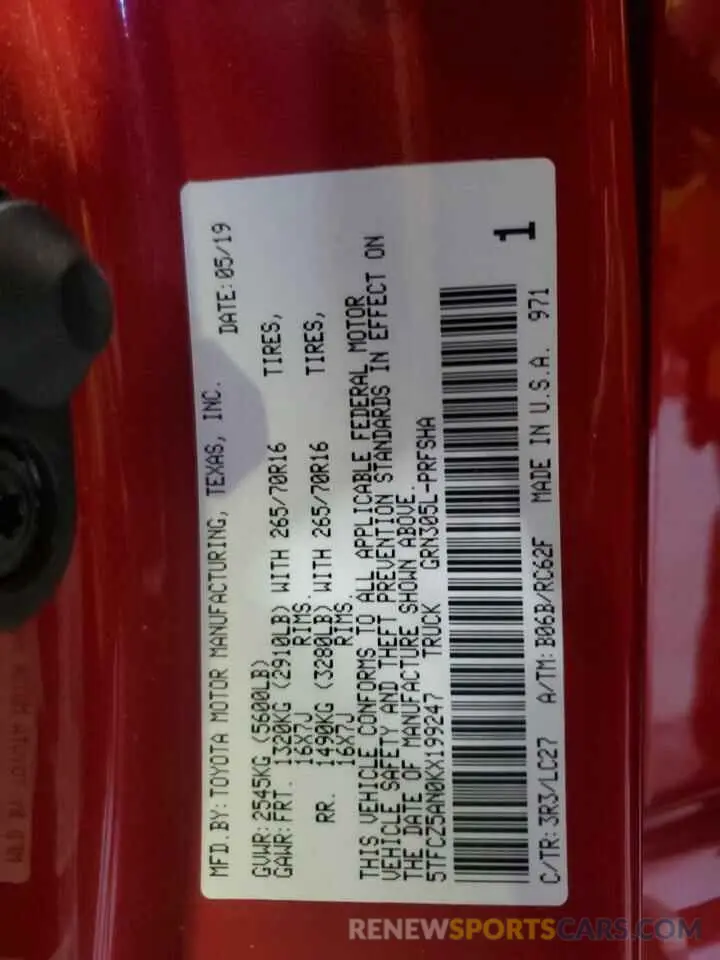 MFD.BY:TOYOTA MOTOR MANUFACTURING, TEXAS, INC. DATE:05/19
GVWR:2545KG (5600LB)
GAWR:FRT. 1320KG (2910LB) WITH 265/70R16 TIRES,
16X7J RIMS.
RR. 1490KG (3280LB) WITH 265/70R16 TIRES,
16X7J RIMS.
THIS VEHICLE CONFORMS TO ALL APPLICABLE FEDERAL MOTOR
VEHICLE SAFETY AND THEFT PREVENTION STANDARDS IN EFFECT ON
THE DATE OF MANUFACTURE SHOWN ABOVE.
5TFCZ5AN0KX199247 TRUCK GRN305L-PRFSHA
1
C/TR:3R3/LC27 A/TM:B06B/RC62F MADE IN U.S.A. 971
RENEWSPORTSCARS.COM